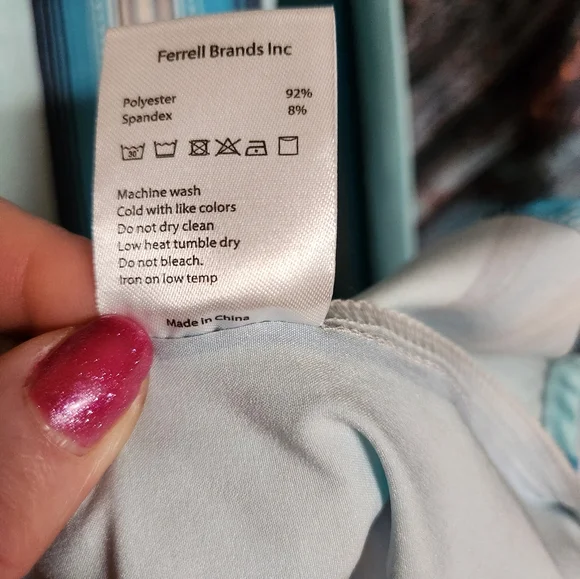 Ferrell Brands Inc
Polyester 92%
Spandex 8%
30
Machine wash
Cold with like colors
Do not dry clean
Low heat tumble dry
Do not bleach.
Iron on low temp
Made in China